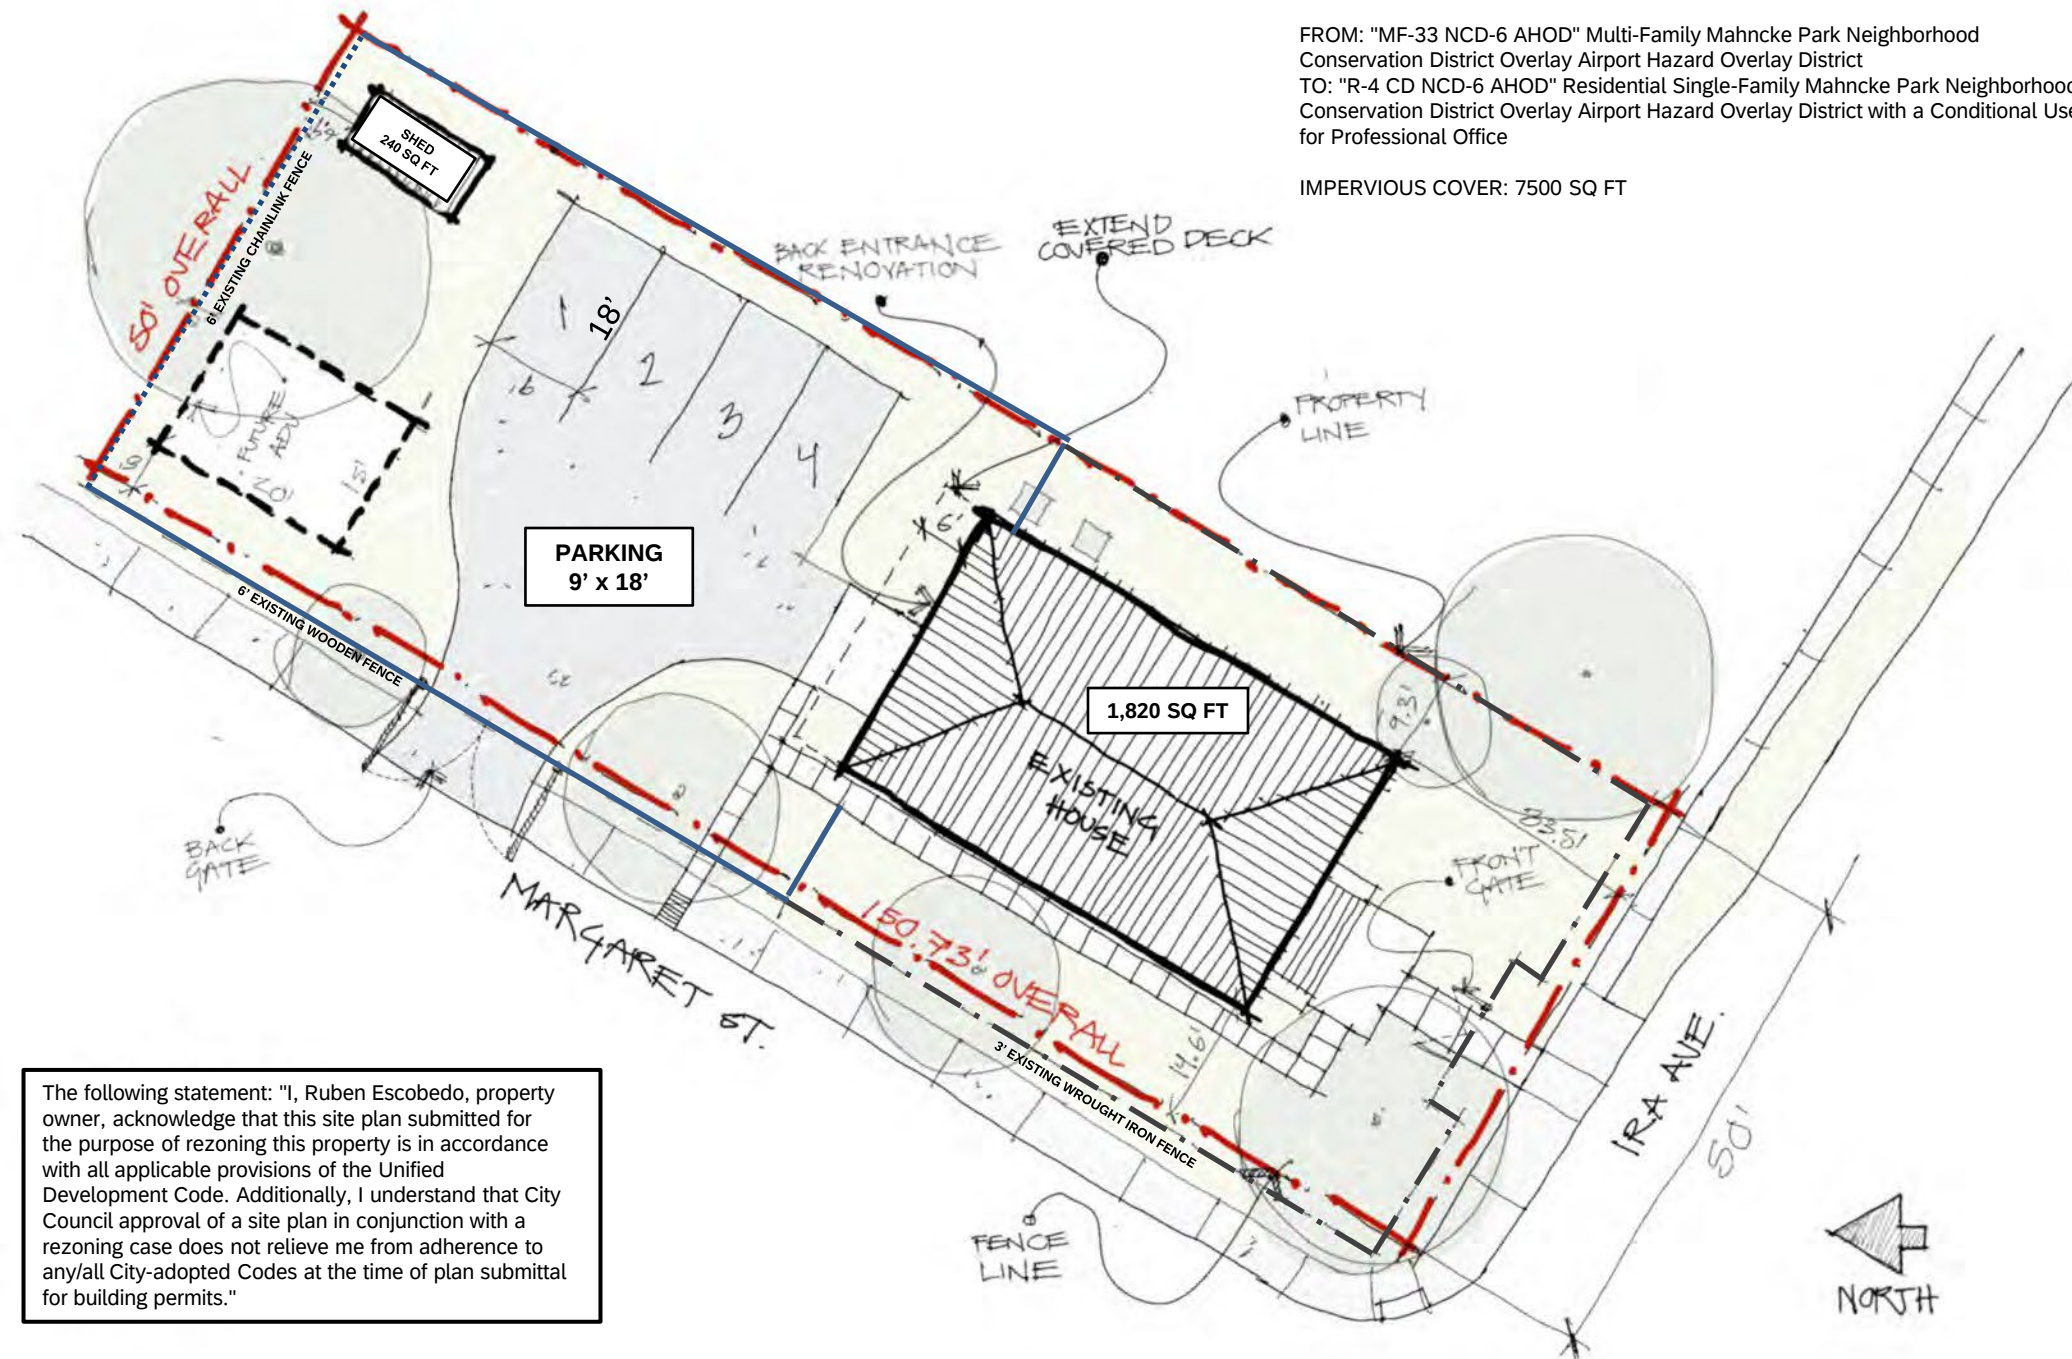 FROM: "MF-33 NCD-6 AHOD" Multi-Family Mahncke Park Neighborhood
Conservation District Overlay Airport Hazard Overlay District
TO: "R-4 CD NCD-6 AHOD" Residential Single-Family Mahncke Park Neighborhood
Conservation District Overlay Airport Hazard Overlay District with a Conditional Use
for Professional Office
IMPERVIOUS COVER: 7500 SQ FT
SHED
240 SQ FT
50' OVERALL
6' EXISTING CHAINLINK FENCE
BACK ENTRANCE
RENOVATION
EXTEND
COVERED DECK
1
18’
2
3
4
PROPERTY
LINE
FUTURE
ADU
20'
15'
6'
PARKING
9’ x 18’
6' EXISTING WOODEN FENCE
1,820 SQ FT
EXISTING
HOUSE
9.3'
83.51
BACK
GATE
FRONT
GATE
MARGARET ST.
150.73' OVERALL
14.6'
3' EXISTING WROUGHT IRON FENCE
IRA AVE.
50'
FENCE
LINE
NORTH
The following statement: "I, Ruben Escobedo, property
owner, acknowledge that this site plan submitted for
the purpose of rezoning this property is in accordance
with all applicable provisions of the Unified
Development Code. Additionally, I understand that City
Council approval of a site plan in conjunction with a
rezoning case does not relieve me from adherence to
any/all City-adopted Codes at the time of plan submittal
for building permits."